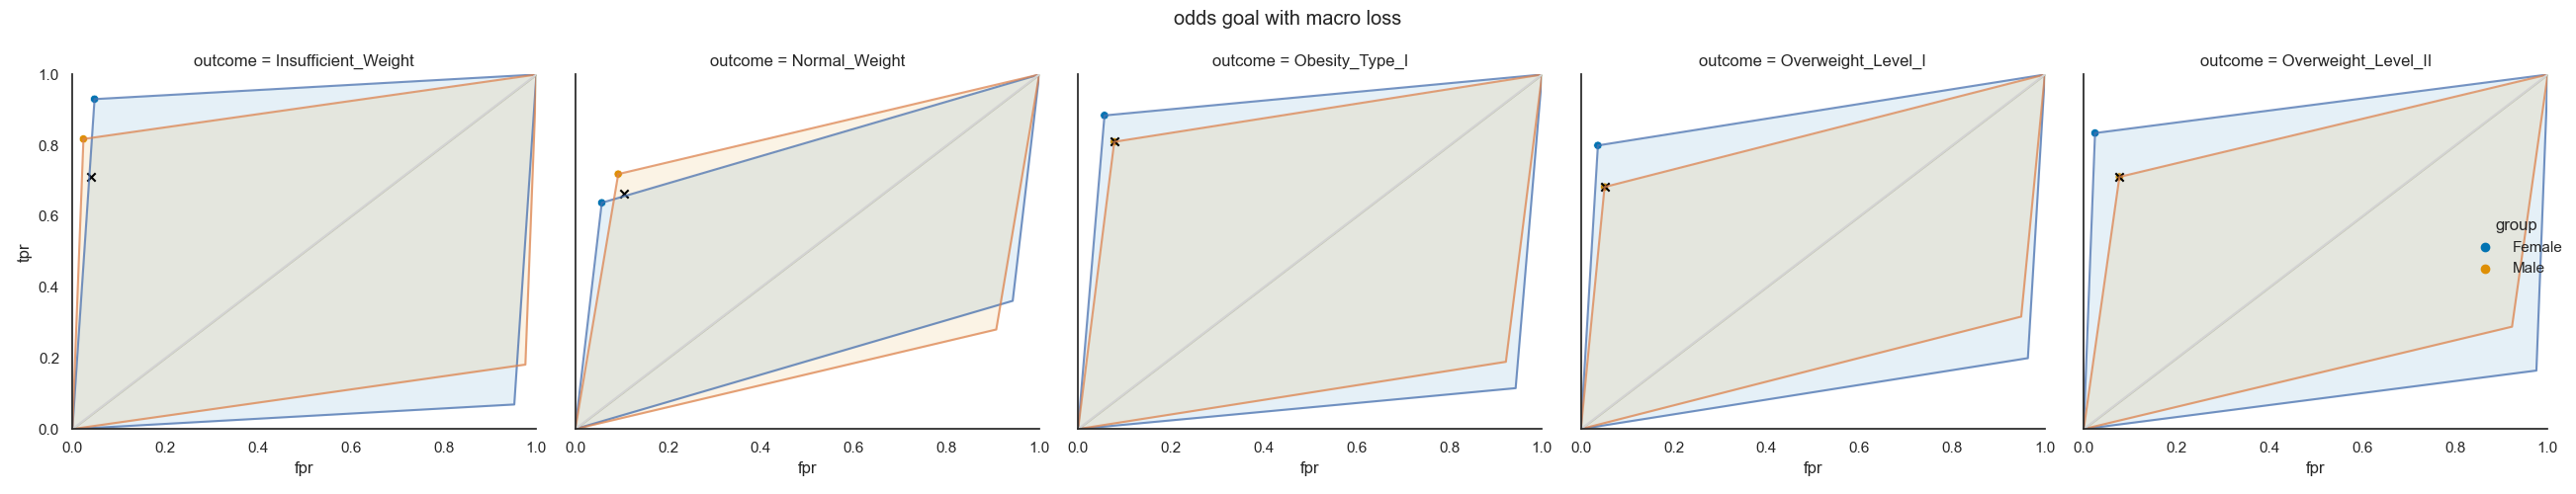 odds goal with macro loss
outcome = Insufficient_Weight
outcome = Normal_Weight
outcome = Obesity_Type_I
outcome = Overweight_Level_I
outcome = Overweight_Level_II
1.0
0.8
0.6
0.4
0.2
0.0
tpr
group
Female
Male
0.0 0.2 0.4 0.6 0.8 1.0
0.0 0.2 0.4 0.6 0.8 1.0
0.0 0.2 0.4 0.6 0.8 1.0
0.0 0.2 0.4 0.6 0.8 1.0
0.0 0.2 0.4 0.6 0.8 1.0
fpr
fpr
fpr
fpr
fpr